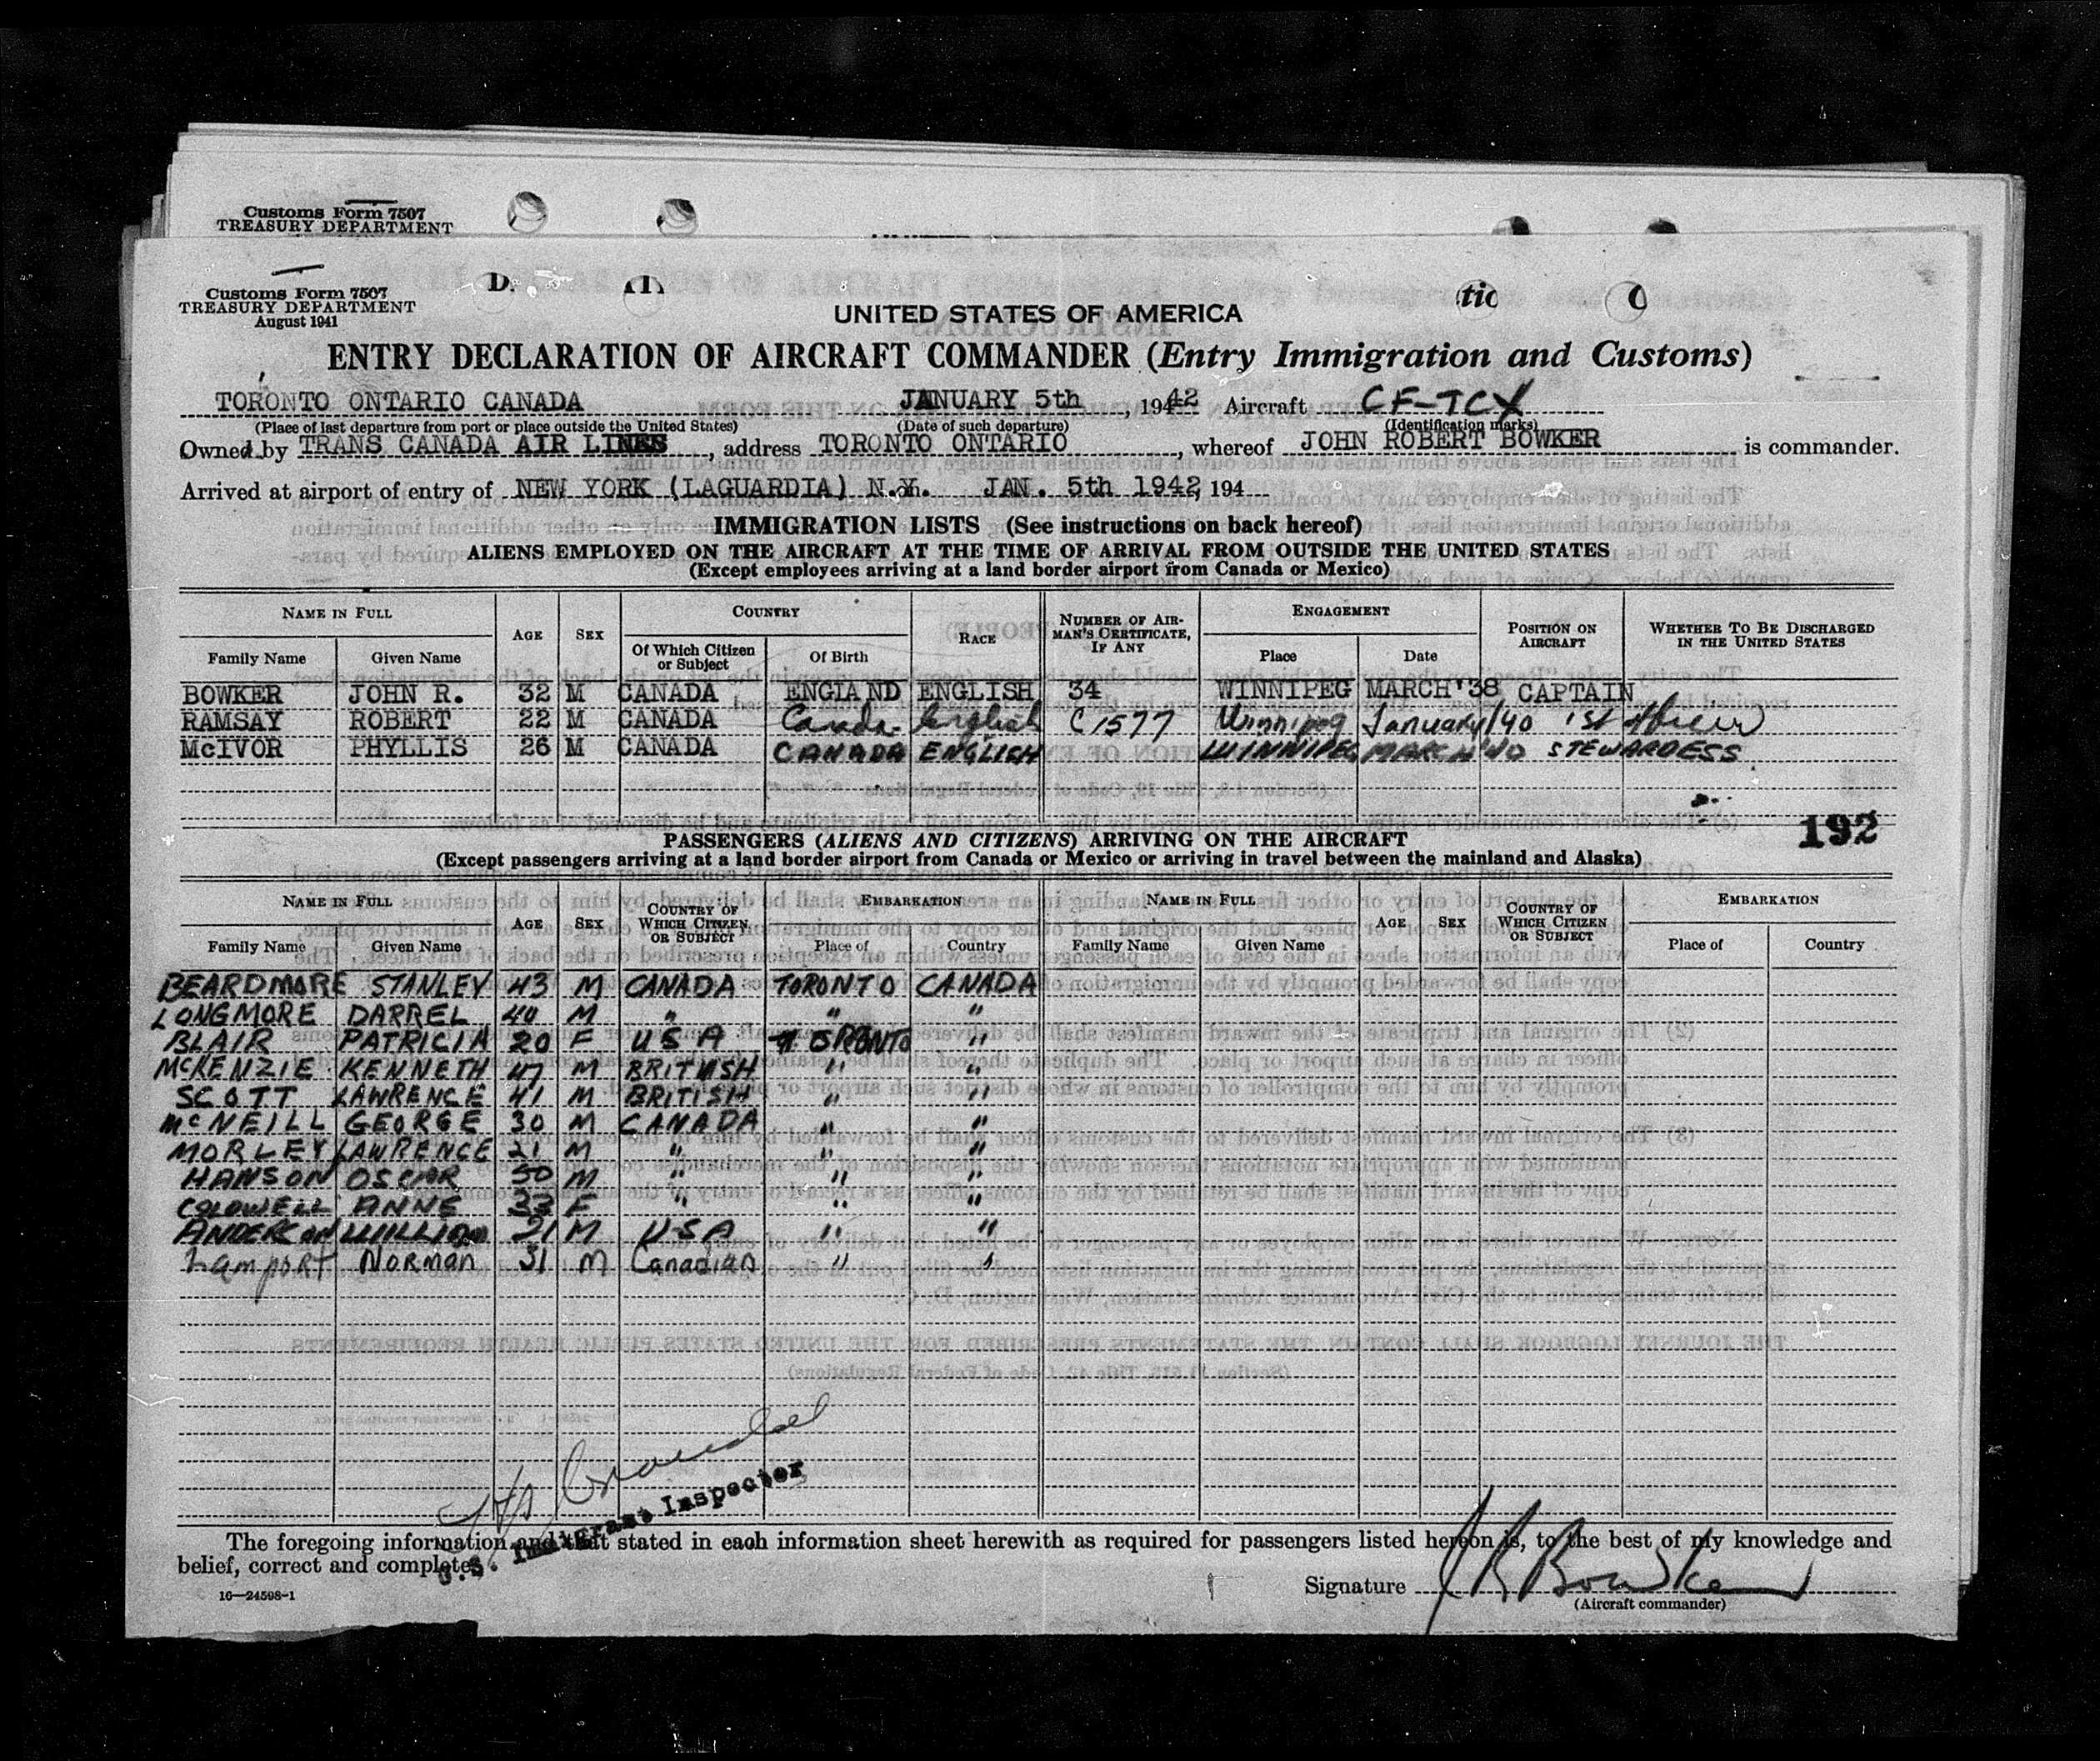 Customs Form 7507
TREASURY DEPARTMENT
Customs Form 7507
TREASURY DEPARTMENT
August 1941
UNITED STATES OF AMERICA
ENTRY DECLARATION OF AIRCRAFT COMMANDER (Entry Immigration and Customs)
TORONTO ONTARIO CANADA JANUARY 5th, 1942 Aircraft CF-TCX
(Place of last departure from port or place outside the United States) (Date of such departure) (Identification marks)
Owned by TRANS CANADA AIR LINES, address TORONTO ONTARIO, whereof JOHN ROBERT BOWKER is commander.
Arrived at airport of entry of NEW YORK (LAGUARDIA) N.Y. JAN. 5th 1942, 194
IMMIGRATION LISTS (See instructions on back hereof)
ALIENS EMPLOYED ON THE AIRCRAFT AT THE TIME OF ARRIVAL FROM OUTSIDE THE UNITED STATES
(Except employees arriving at a land border airport from Canada or Mexico)
NAME IN FULL AGE SEX COUNTRY RACE NUMBER OF AIRMAN'S CERTIFICATE, IF ANY ENGAGEMENT POSITION ON AIRCRAFT WHETHER TO BE DISCHARGED IN THE UNITED STATES
Family Name Given Name Of Which Citizen or Subject Of Birth Place Date
BOWKER JOHN R. 32 M CANADA ENGLAND ENGLISH 34 WINNIPEG MARCH'38 CAPTAIN
RAMSAY ROBERT 22 M CANADA Canada English C1577 Winnipeg January/40 1st Officer
McIVOR PHYLLIS 26 M CANADA CANADA ENGLISH WINNIPEG MARCH '40 STEWARDESS
192
PASSENGERS (ALIENS AND CITIZENS) ARRIVING ON THE AIRCRAFT
(Except passengers arriving at a land border airport from Canada or Mexico or arriving in travel between the mainland and Alaska)
NAME IN FULL AGE SEX COUNTRY OF WHICH CITIZEN OR SUBJECT EMBARKATION NAME IN FULL AGE SEX COUNTRY OF WHICH CITIZEN OR SUBJECT EMBARKATION
Family Name Given Name Place of Country Family Name Given Name Place of Country
BEARDMORE STANLEY 43 M CANADA TORONTO CANADA
LONGMORE DARREL 40 M " " "
BLAIR PATRICIA 20 F USA TORONTO "
McKENZIE KENNETH 47 M BRITISH " "
SCOTT LAWRENCE 41 M BRITISH " "
McNEILL GEORGE 30 M CANADA " "
MORLEY LAWRENCE 21 M " " "
HANSON OSCAR 50 M " " "
COLDWELL ANNE 33 F " " "
ANDERSON WILLIAM 21 M USA " "
Lamport Norman 31 M Canadian " "
U.S. Immigrant Inspector
The foregoing information and that stated in each information sheet herewith as required for passengers listed hereon is, to the best of my knowledge and
belief, correct and complete.
16—24598-1
Signature J R Bowker
(Aircraft commander)